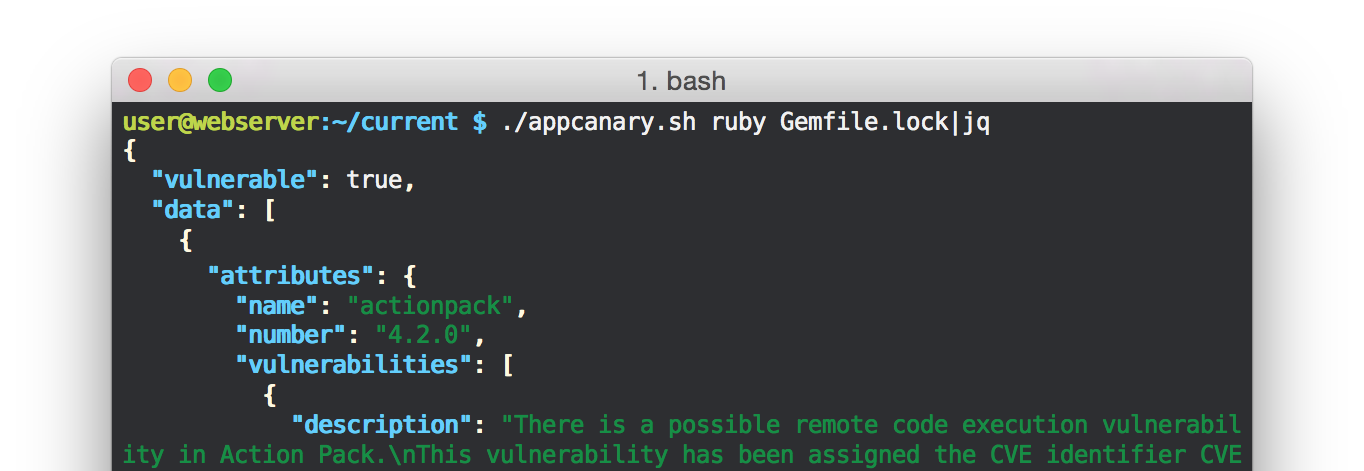 1. bash
user@webserver:~/current $ ./appcanary.sh ruby Gemfile.lock|jq
{
  "vulnerable": true,
  "data": [
    {
      "attributes": {
        "name": "actionpack",
        "number": "4.2.0",
        "vulnerabilities": [
          {
            "description": "There is a possible remote code execution vulnerabil
ity in Action Pack.\nThis vulnerability has been assigned the CVE identifier CVE